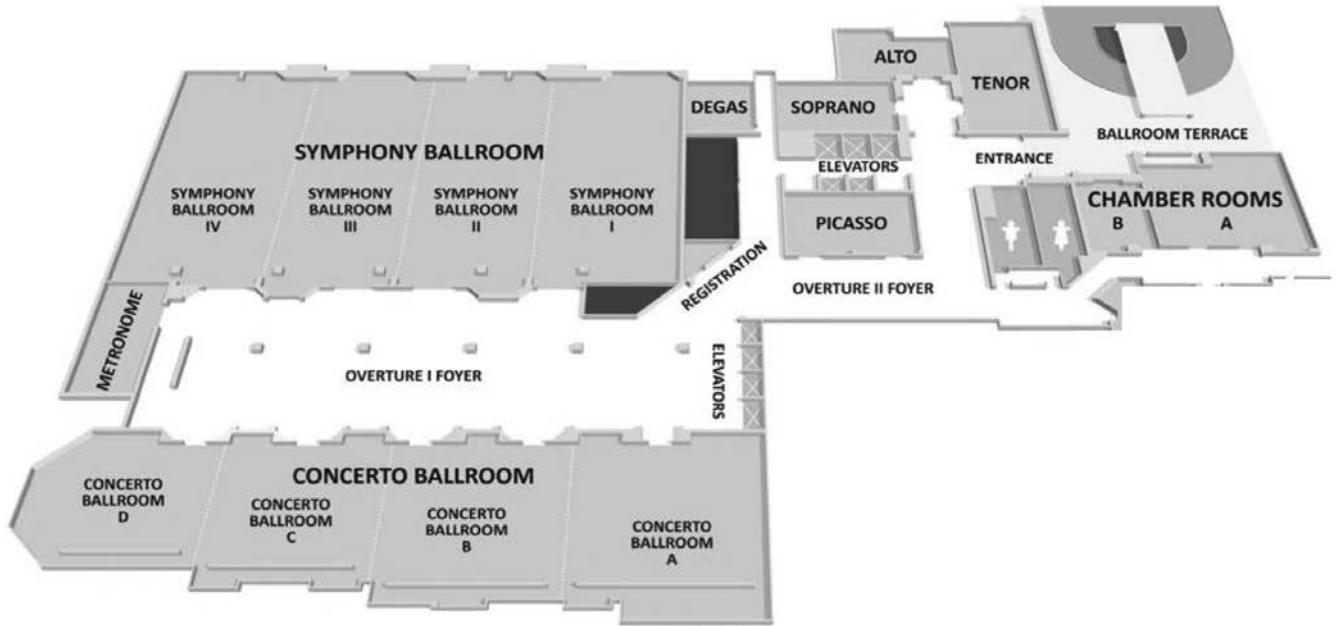 ALTO
TENOR
DEGAS
SOPRANO
BALLROOM TERRACE
SYMPHONY BALLROOM
ELEVATORS
ENTRANCE
SYMPHONY
BALLROOM
IV
SYMPHONY
BALLROOM
III
SYMPHONY
BALLROOM
II
SYMPHONY
BALLROOM
I
CHAMBER ROOMS
B
A
PICASSO
REGISTRATION
OVERTURE II FOYER
METRONOME
OVERTURE I FOYER
ELEVATORS
CONCERTO BALLROOM
CONCERTO
BALLROOM
D
CONCERTO
BALLROOM
C
CONCERTO
BALLROOM
B
CONCERTO
BALLROOM
A